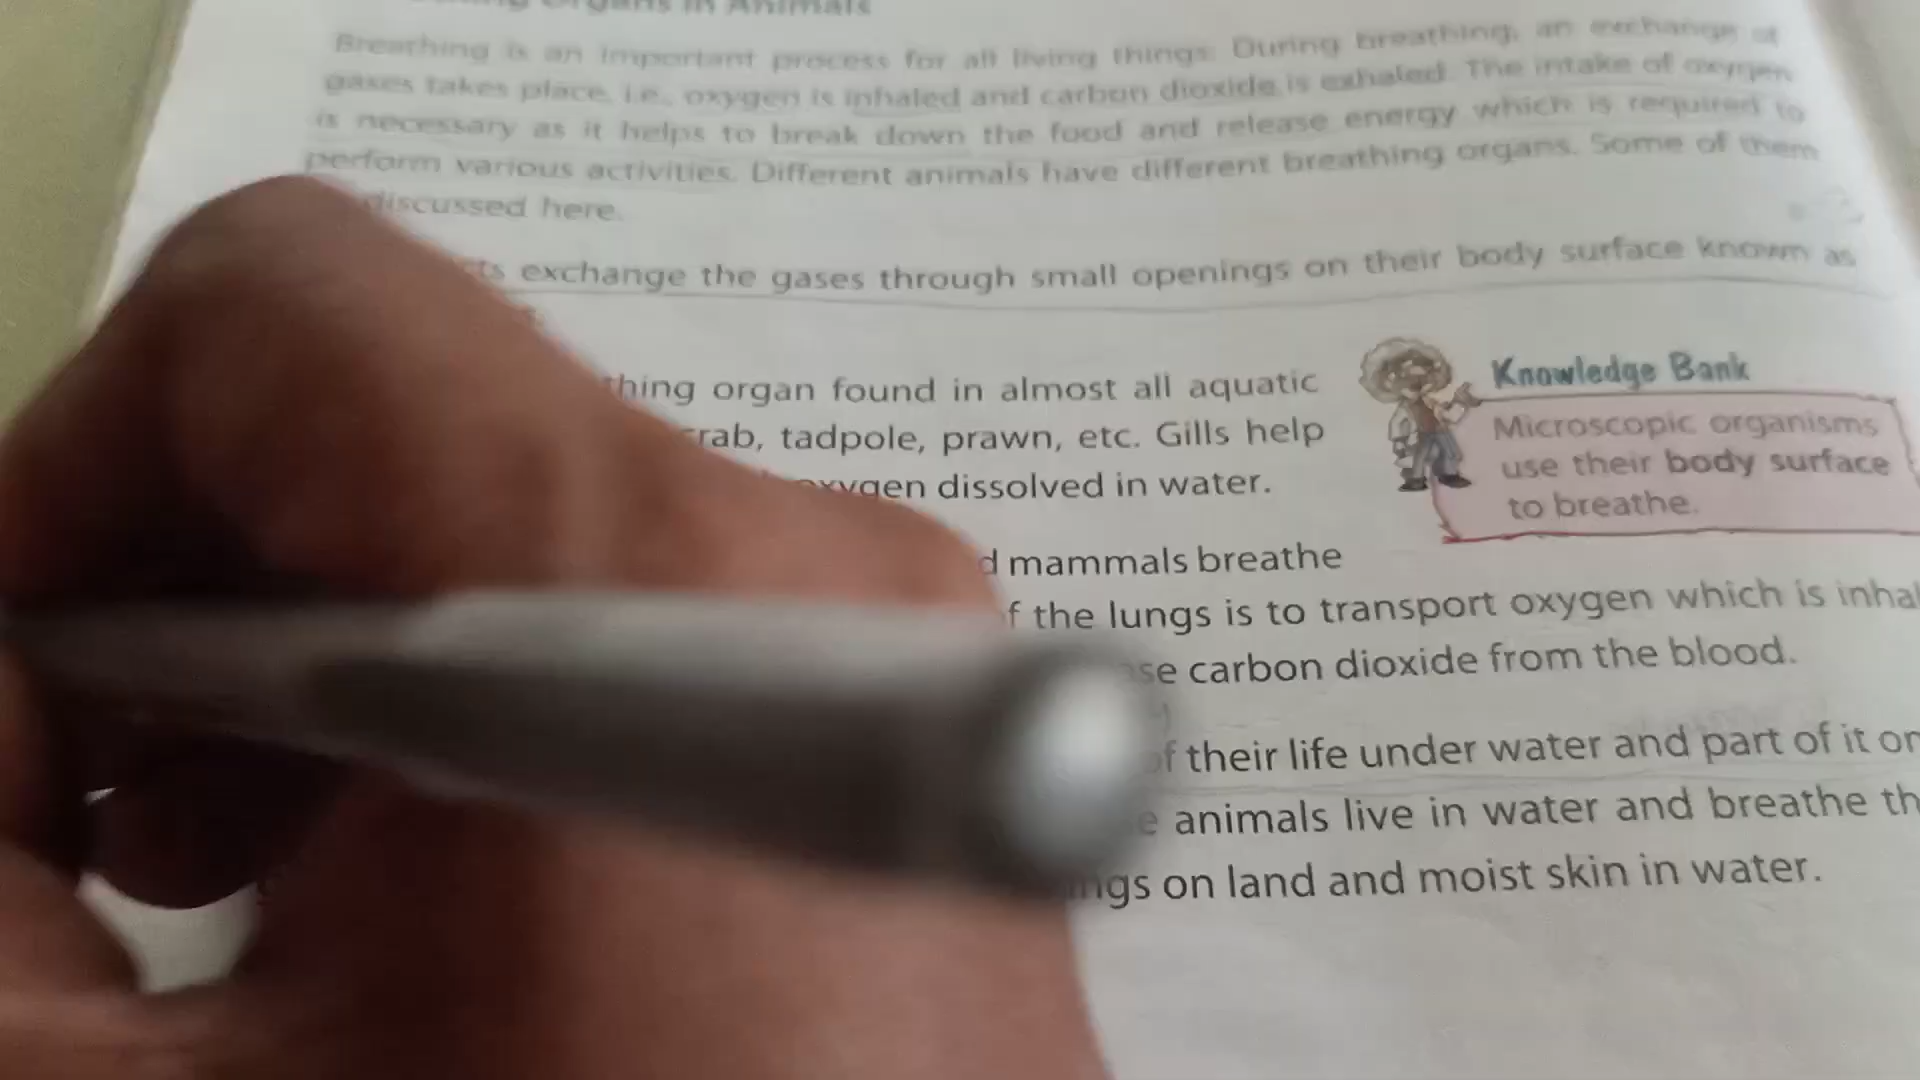 Organs in Animals
Breathing is an important process for all living things. During breathing, an exchange of
gases takes place, i.e., oxygen is inhaled and carbon dioxide is exhaled. The intake of oxygen
is necessary as it helps to break down the food and release energy which is required to
perform various activities. Different animals have different breathing organs. Some of them
discussed here.
exchange the gases through small openings on their body surface known as
thing organ found in almost all aquatic
rab, tadpole, prawn, etc. Gills help
oxygen dissolved in water.
Knowledge Bank
Microscopic organisms
use their body surface
to breathe.
d mammals breathe
f the lungs is to transport oxygen which is inhal
se carbon dioxide from the blood.
of their life under water and part of it on
e animals live in water and breathe th
ngs on land and moist skin in water.